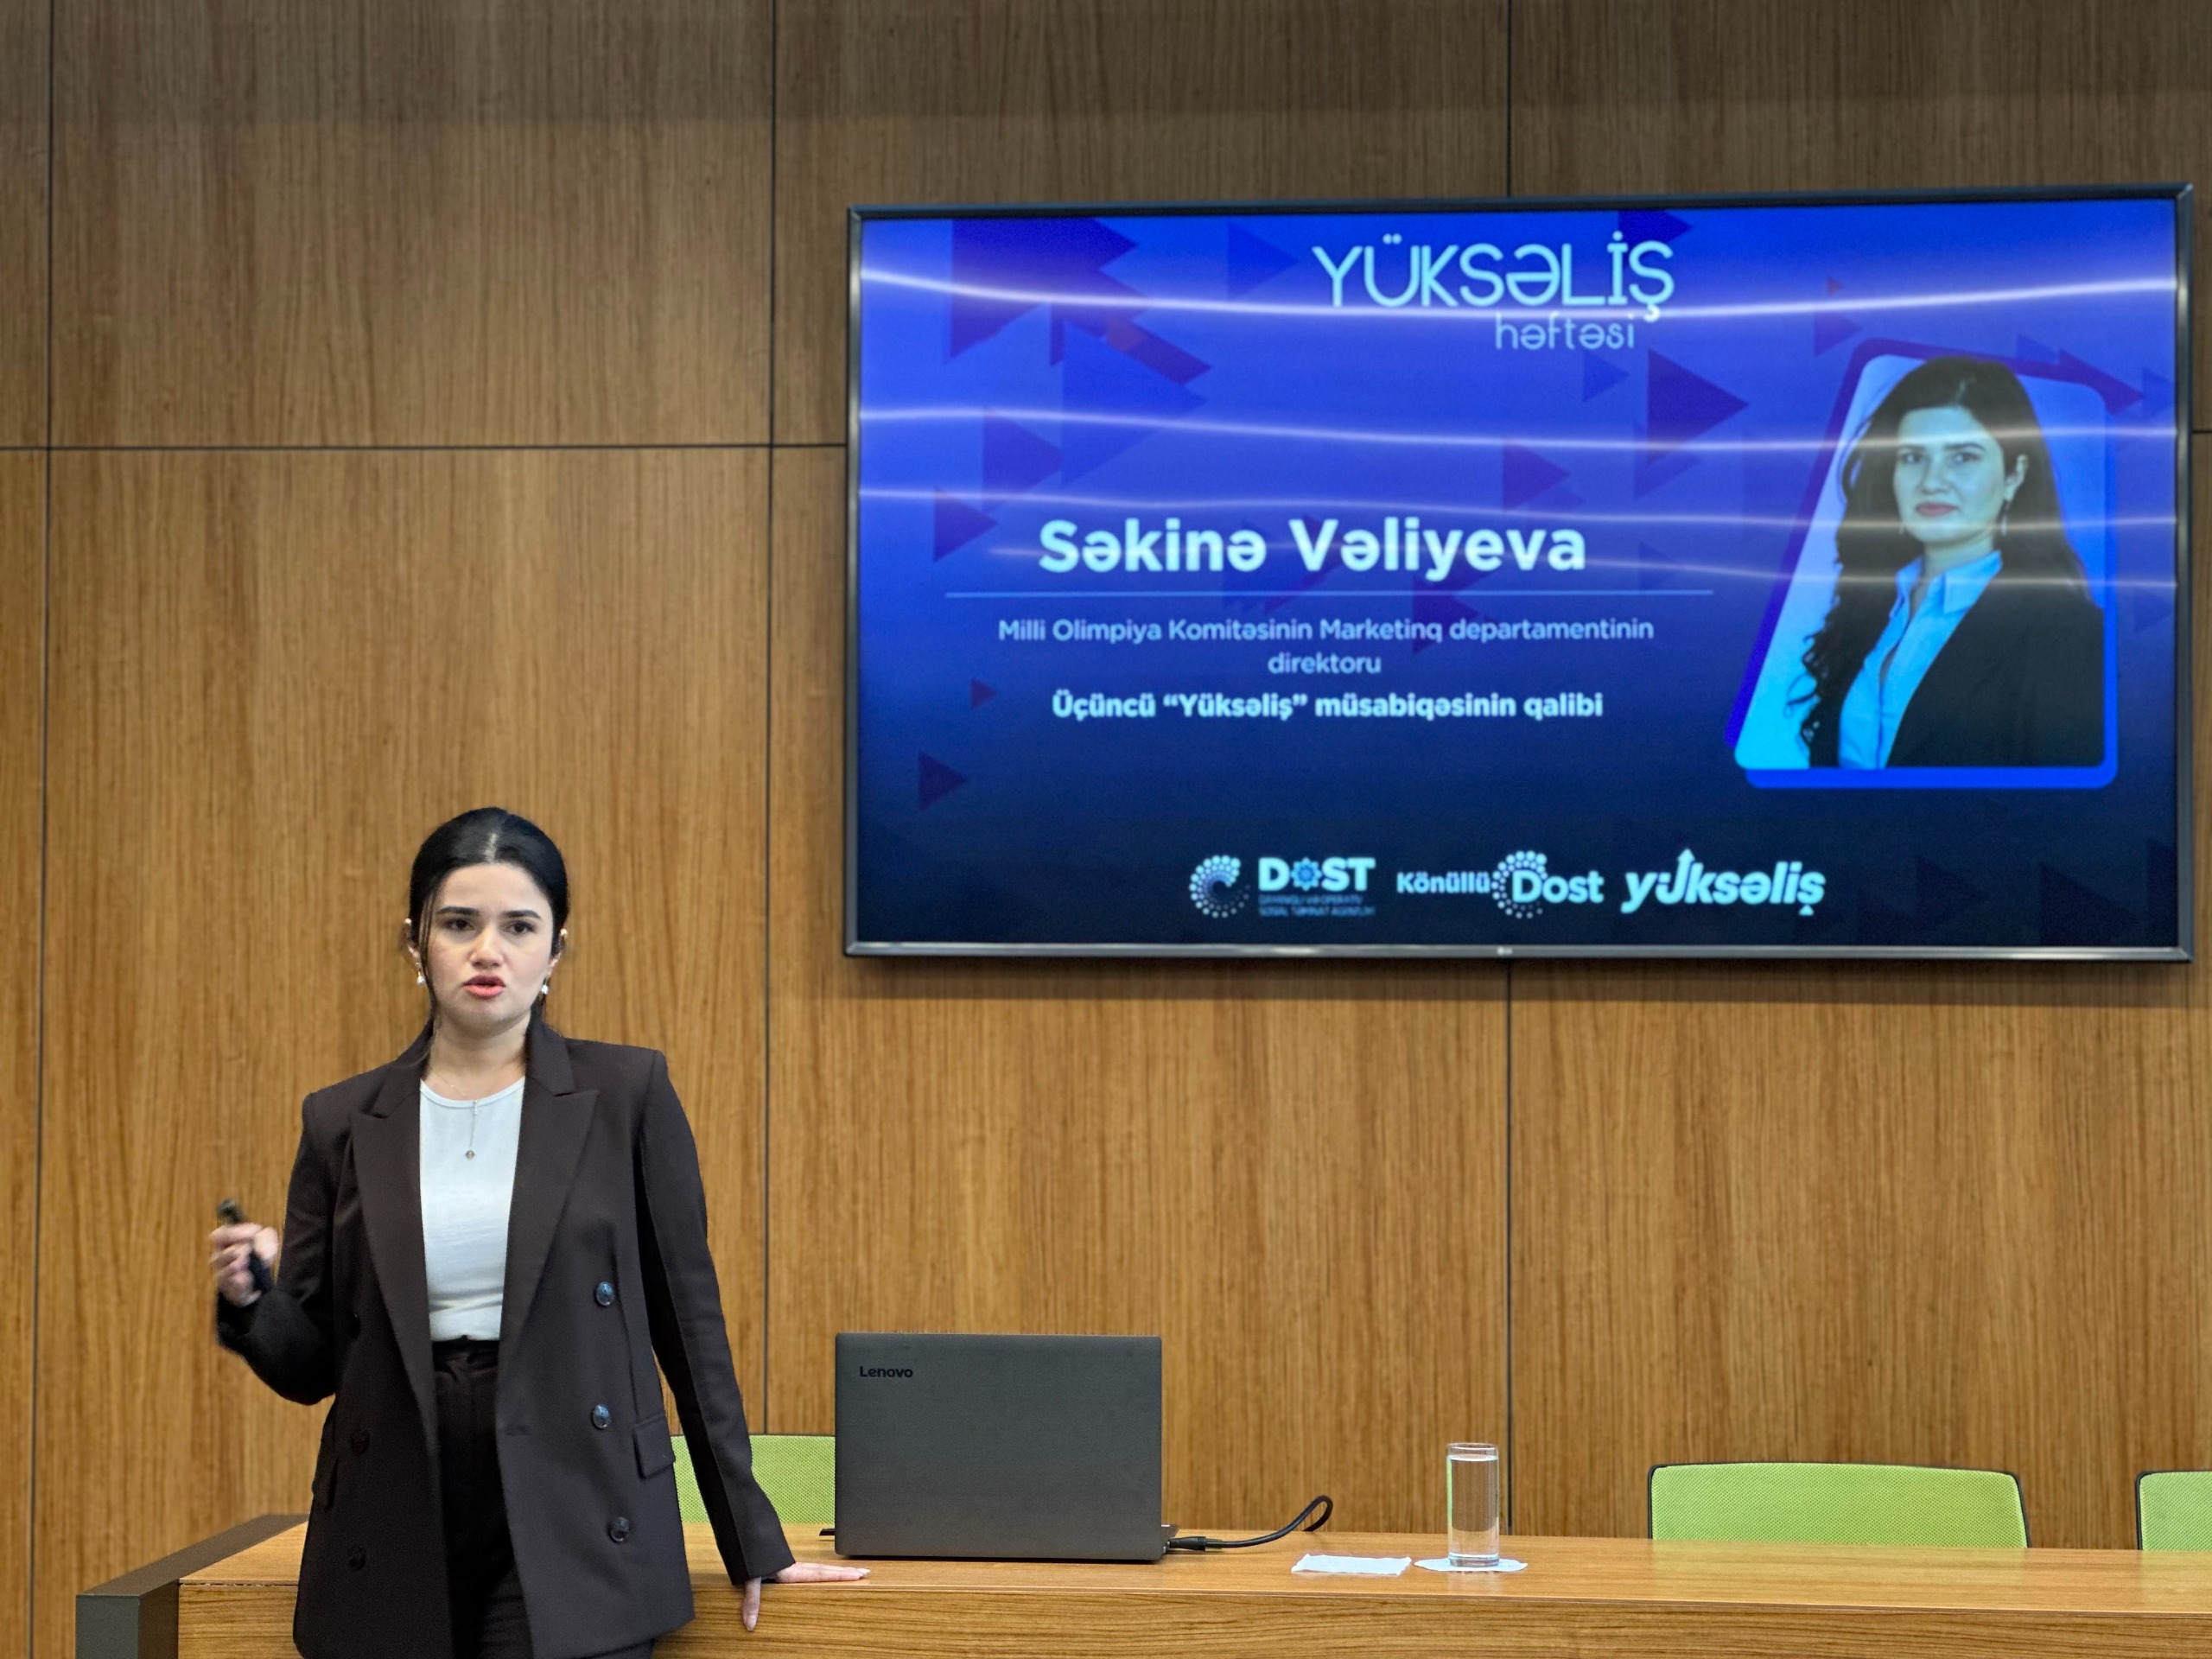 YÜKSƏLİŞ
həftəsi
Səkinə Vəliyeva
Milli Olimpiya Komitəsinin Marketinq departamentinin
direktoru
Üçüncü “Yüksəliş” müsabiqəsinin qalibi
DOST Könüllü Dost yüksəliş
Lenovo